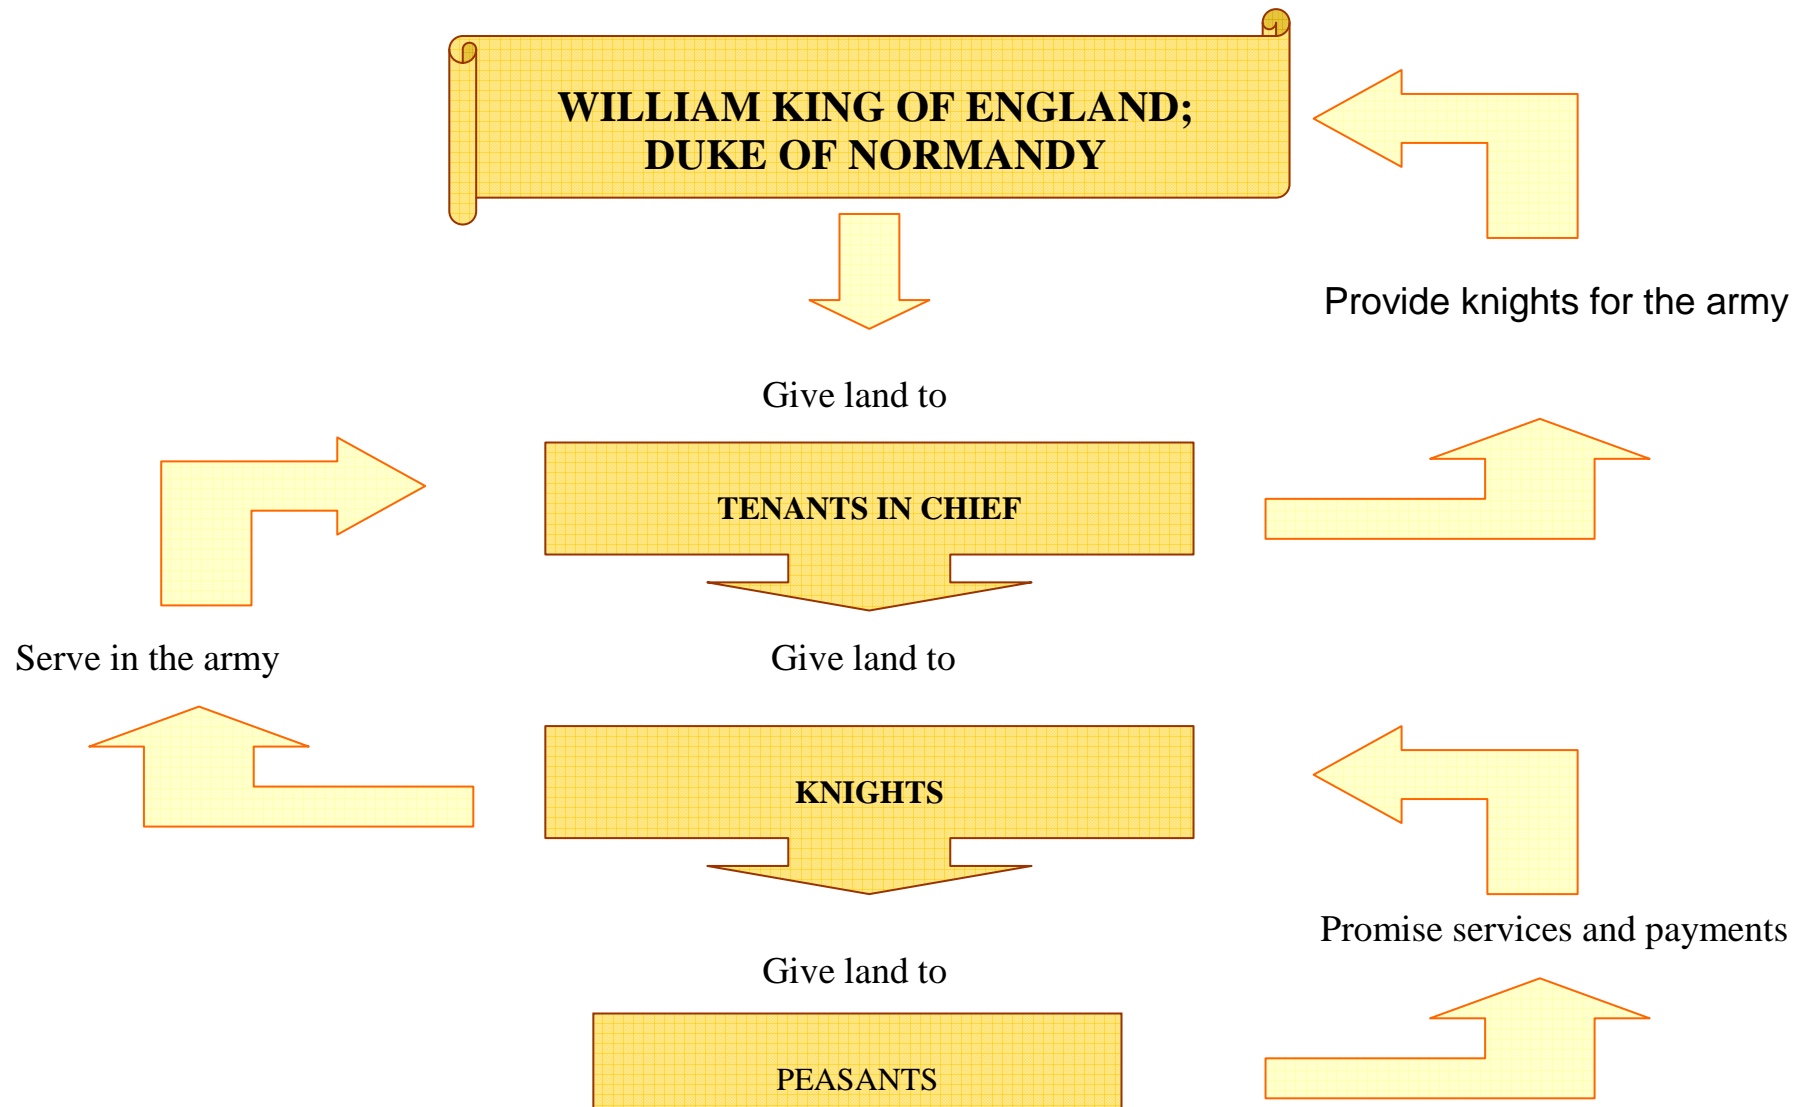 WILLIAM KING OF ENGLAND;
DUKE OF NORMANDY
Provide knights for the army
Give land to
TENANTS IN CHIEF
Serve in the army
Give land to
KNIGHTS
Promise services and payments
Give land to
PEASANTS